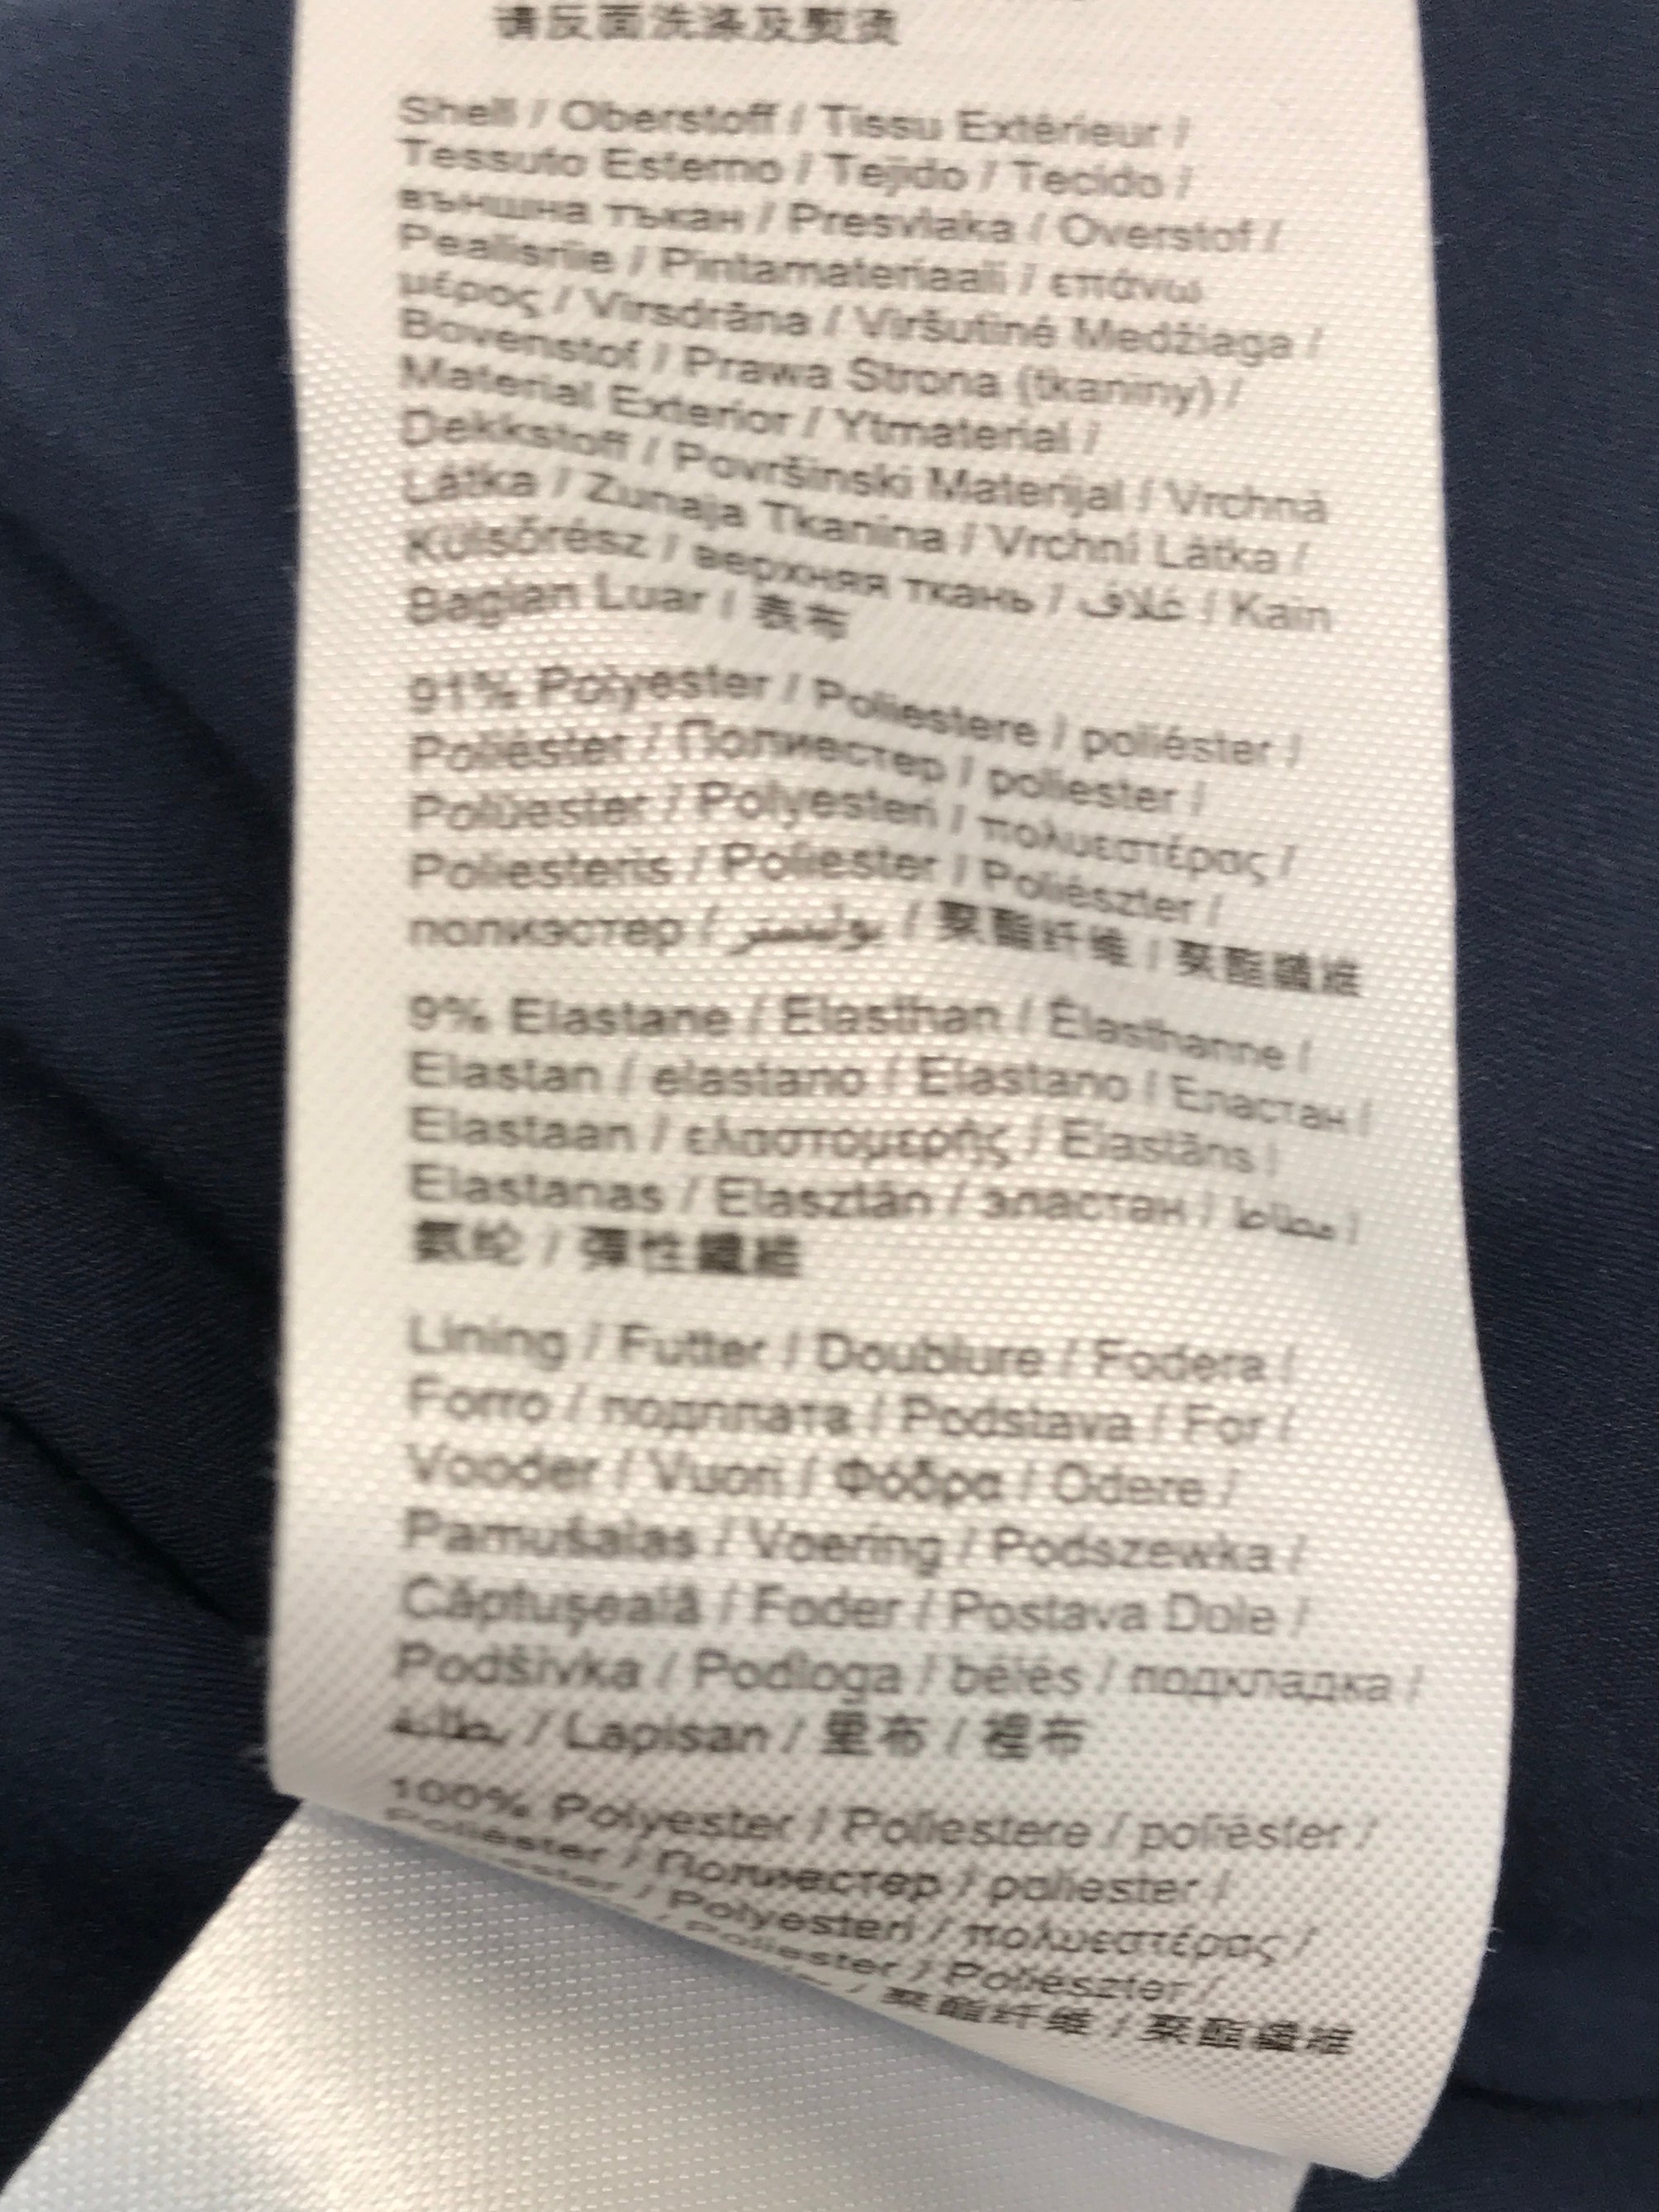 请反面洗涤及熨烫
Shell / Oberstoff / Tissu Extérieur /
Tessuto Esterno / Tejido / Tecido /
външна тъкан / Presvlaka / Overstof /
Pealisriie / Pintamateriaali / επάνω
μέρος / Virsdrāna / Viršutinė Medžiaga /
Bovenstof / Prawa Strona (tkaniny) /
Material Exterior / Ytmaterial /
Dekkstoff / Površinski Materijal / Vrchná
Látka / Zunaja Tkanina / Vrchní Látka /
Külsőrész / верхняя ткань / غلاف / Kain
Bagian Luar / 表布
91% Polyester / Poliestere / poliéster /
Poliéster / Полиестер / poliester /
Polüester / Polyesteri / πολυεστέρας /
Poliesteris / Poliester / Poliészter /
полиэстер / بوليستر / 聚酯纤维 / 聚酯纖維
9% Elastane / Elasthan / Élasthanne /
Elastan / elastano / Elastano / Еластан /
Elastaan / ελαστομερής / Elastāns /
Elastanas / Elasztán / эластан / مطاط /
氨纶 / 彈性纖維
Lining / Futter / Doublure / Fodera /
Forro / подплата / Podstava / For /
Vooder / Vuori / Φόδρα / Odere /
Pamušalas / Voering / Podszewka /
Căptuşeală / Foder / Postava Dole /
Podšívka / Podloga / bélés / подкладка /
بطانة / Lapisan / 里布 / 裡布
100% Polyester / Poliestere / poliéster /
Poliéster / Полиестер / poliester /
/ Polyesteri / πολυεστέρας /
/ Poliester / Poliészter /
/ 聚酯纤维 / 聚酯纖維